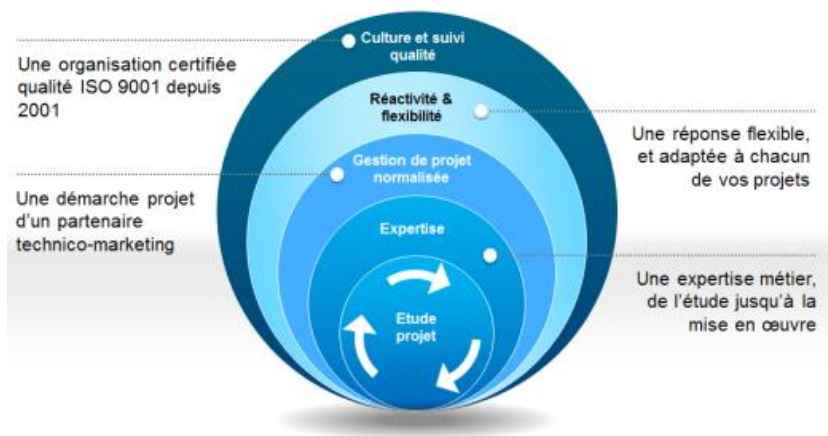 Culture et suivi
qualité
Une organisation certifiée
qualité ISO 9001 depuis
2001
Réactivité &
flexibilité
Une réponse flexible,
et adaptée à chacun
de vos projets
Gestion de projet
normalisée
Une démarche projet
d'un partenaire
technico-marketing
Expertise
Une expertise métier,
de l'étude jusqu'à la
mise en œuvre
Etude
projet